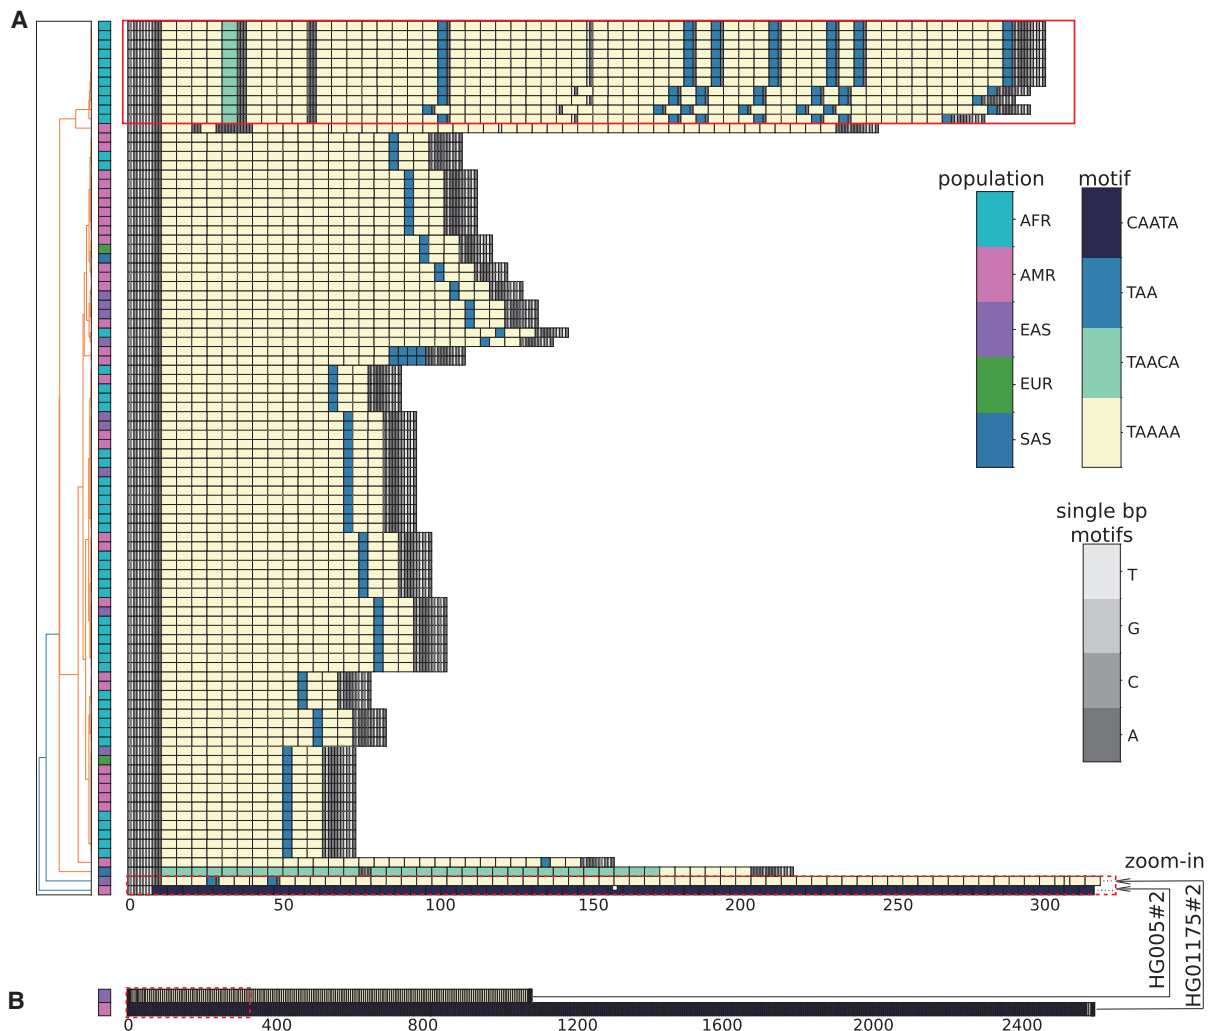 A
population
motif
AFR
CAATA
AMR
TAA
EAS
EUR
TAACA
SAS
TAAAA
single bp
motifs
T
G
C
A
zoom-in
0 50 100 150 200 250 300
HG005#2
HG01175#2
B
0 400 800 1200 1600 2000 2400